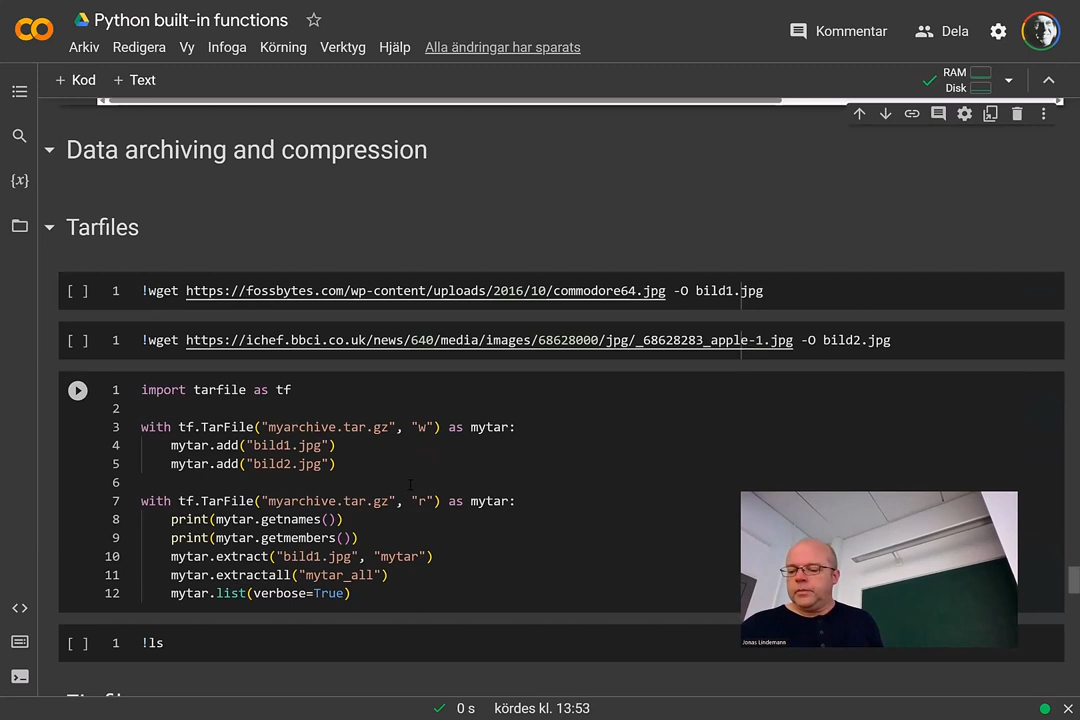 Python built-in functions
Arkiv Redigera Vy Infoga Körning Verktyg Hjälp Alla ändringar har sparats
Kommentar Dela
+ Kod + Text
RAM
Disk
Data archiving and compression
Tarfiles
[ ] 1 !wget https://fossbytes.com/wp-content/uploads/2016/10/commodore64.jpg -O bild1.jpg
[ ] 1 !wget https://ichef.bbci.co.uk/news/640/media/images/68628000/jpg/_68628283_apple-1.jpg -O bild2.jpg
1 import tarfile as tf
2
3 with tf.TarFile("myarchive.tar.gz", "w") as mytar:
4 mytar.add("bild1.jpg")
5 mytar.add("bild2.jpg")
6
7 with tf.TarFile("myarchive.tar.gz", "r") as mytar:
8 print(mytar.getnames())
9 print(mytar.getmembers())
10 mytar.extract("bild1.jpg", "mytar")
11 mytar.extractall("mytar_all")
12 mytar.list(verbose=True)
Jonas Lindemann
[ ] 1 !ls
0 s kördes kl. 13:53